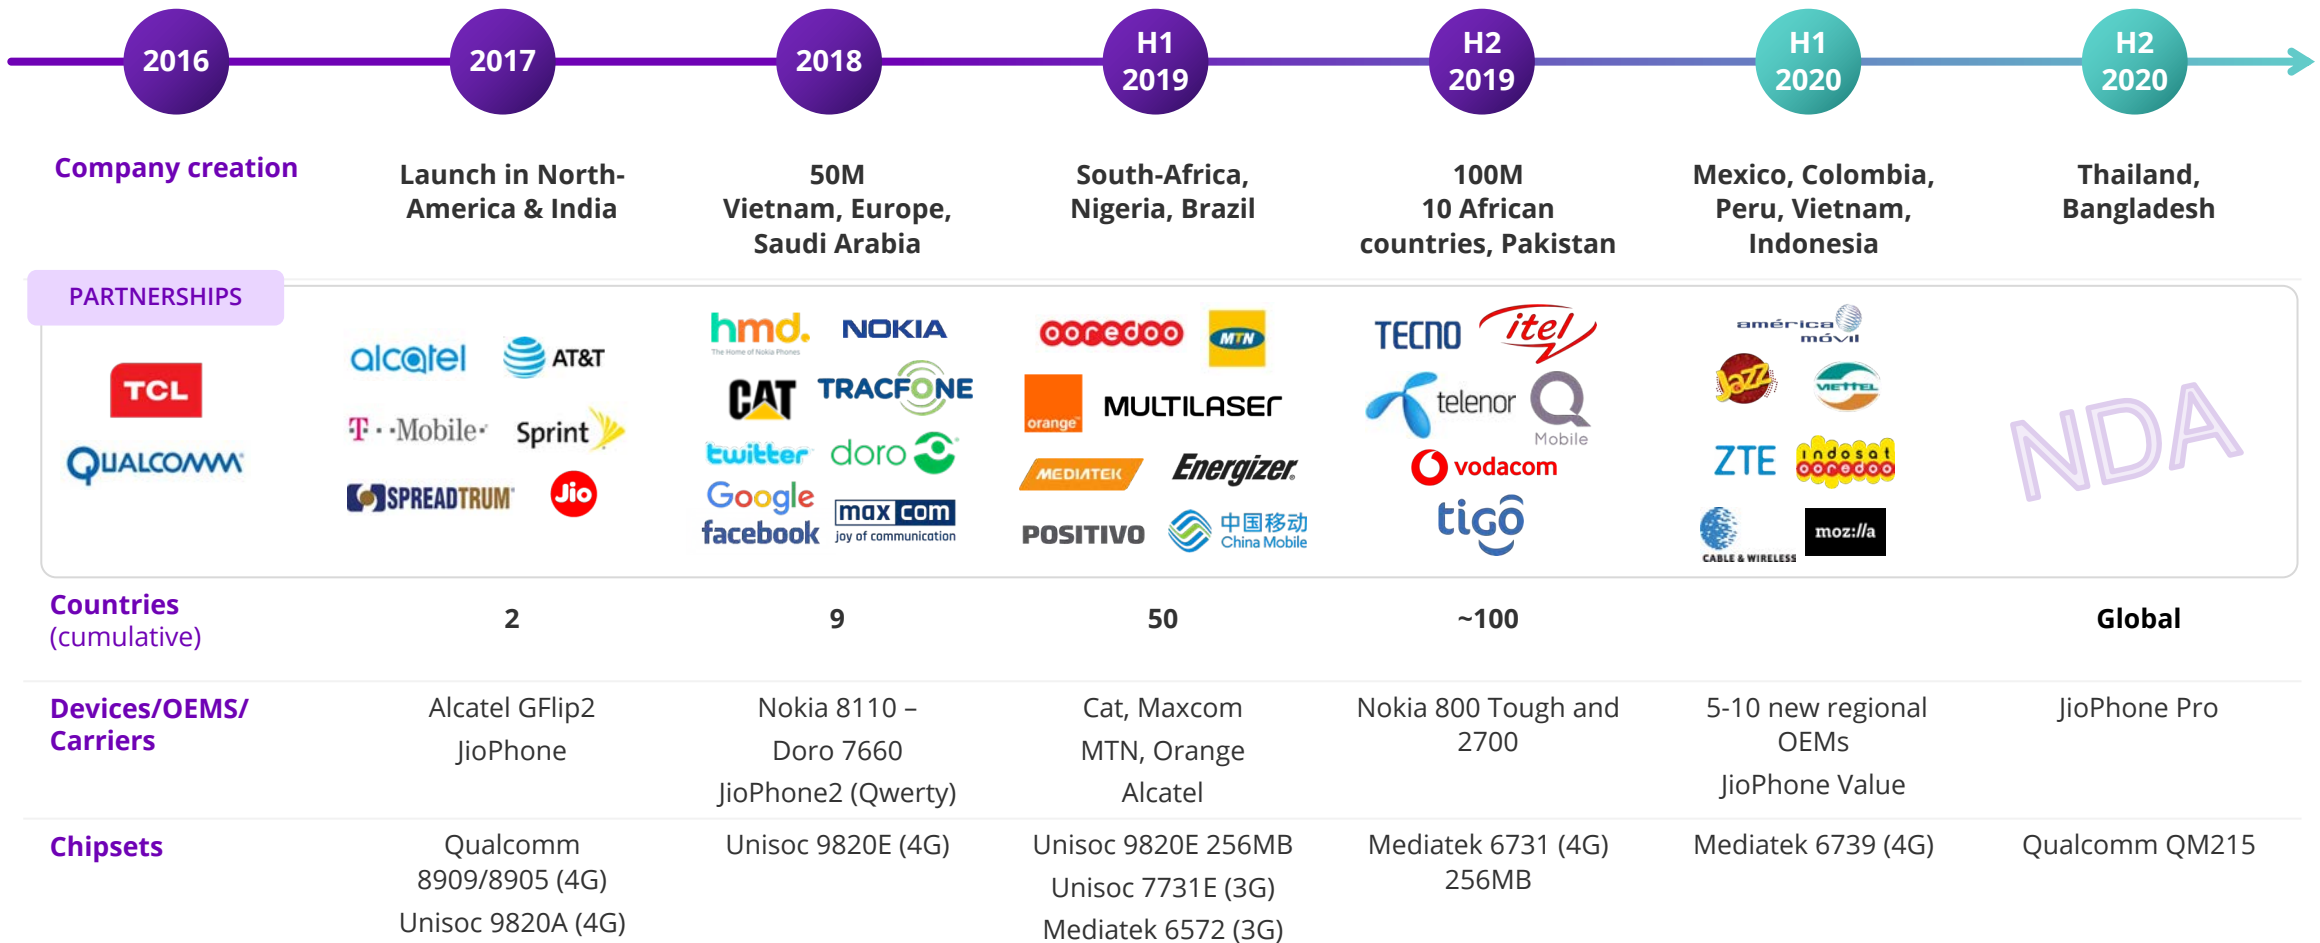 2016
2017
2018
H1
2019
H2
2019
H1
2020
H2
2020
Company creation
Launch in North-
America & India
50M
Vietnam, Europe,
Saudi Arabia
South-Africa,
Nigeria, Brazil
100M
10 African
countries, Pakistan
Mexico, Colombia,
Peru, Vietnam,
Indonesia
Thailand,
Bangladesh
PARTNERSHIPS
TCL
QUALCOMM
alcatel
AT&T
T··Mobile·
Sprint
SPREADTRUM
Jio
hmd.
The Home of Nokia Phones
NOKIA
CAT
TRACFONE
twitter
doro
Google
facebook
maxcom
joy of communication
ooredoo
MTN
orange
MULTILASER
MEDIATEK
Energizer.
POSITIVO
中国移动
China Mobile
TECNO
itel
telenor
Q
Mobile
vodacom
tigo
américa
móvil
Jazz
VIETTEL
ZTE
indosat
ooredoo
CABLE & WIRELESS
moz://a
NDA
Countries
(cumulative)
2
9
50
~100
Global
Devices/OEMS/
Carriers
Alcatel GFlip2
JioPhone
Nokia 8110 –
Doro 7660
JioPhone2 (Qwerty)
Cat, Maxcom
MTN, Orange
Alcatel
Nokia 800 Tough and
2700
5-10 new regional
OEMs
JioPhone Value
JioPhone Pro
Chipsets
Qualcomm
8909/8905 (4G)
Unisoc 9820A (4G)
Unisoc 9820E (4G)
Unisoc 9820E 256MB
Unisoc 7731E (3G)
Mediatek 6572 (3G)
Mediatek 6731 (4G)
256MB
Mediatek 6739 (4G)
Qualcomm QM215